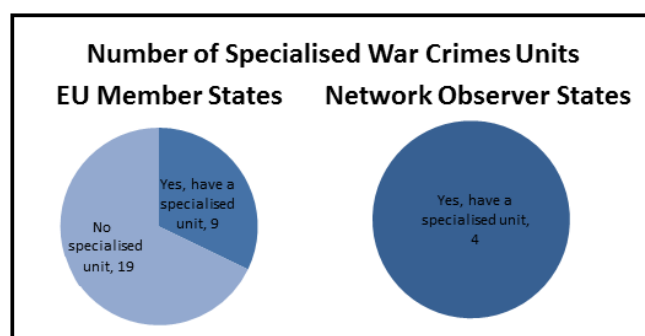 Number of Specialised War Crimes Units
EU Member States
Network Observer States
Yes, have a
specialised
unit, 9
No
specialised
unit, 19
Yes, have a
specialised unit,
4